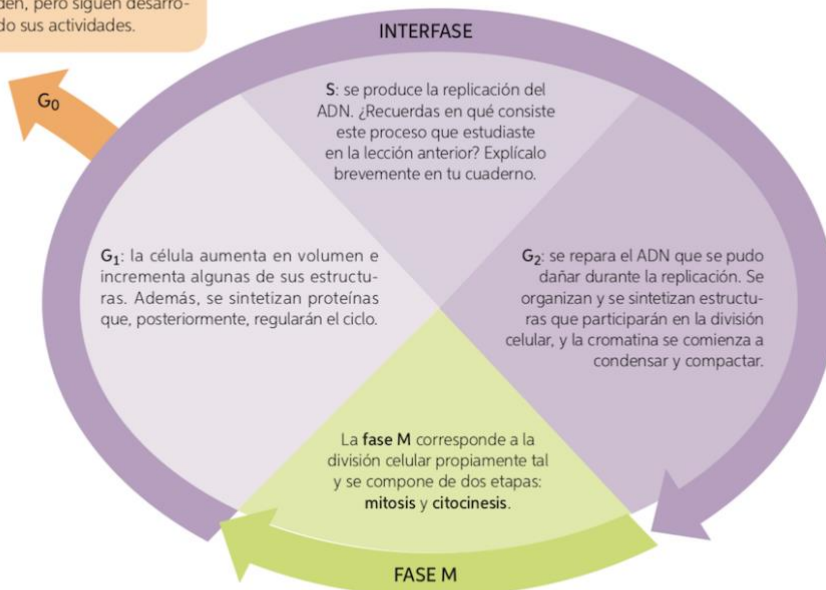 den, pero siguen desarro-
do sus actividades.
INTERFASE
G₀
S: se produce la replicación del
ADN. ¿Recuerdas en qué consiste
este proceso que estudiaste
en la lección anterior? Explícalo
brevemente en tu cuaderno.
G₁: la célula aumenta en volumen e
incrementa algunas de sus estructu-
ras. Además, se sintetizan proteínas
que, posteriormente, regularán el ciclo.
G₂: se repara el ADN que se pudo
dañar durante la replicación. Se
organizan y se sintetizan estructu-
ras que participarán en la división
celular, y la cromatina se comienza a
condensar y compactar.
La fase M corresponde a la
división celular propiamente tal
y se compone de dos etapas:
mitosis y citocinesis.
FASE M